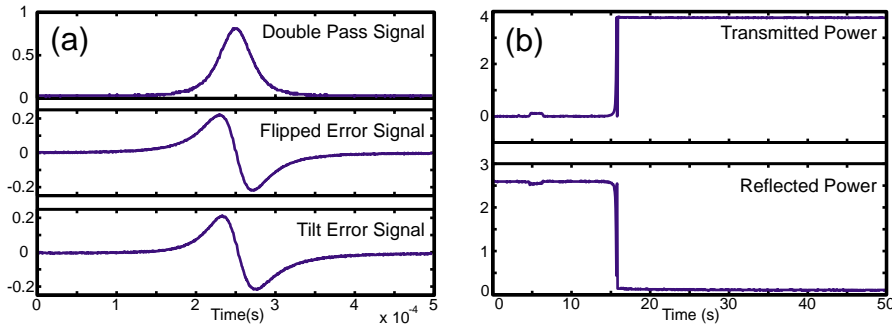 (a)
Double Pass Signal
1
0.5
0
0.2
Flipped Error Signal
0
-0.2
0.2
Tilt Error Signal
0
-0.2
0 1 2 3 4 5
Time(s)
x 10⁻⁴
(b)
4
Transmitted Power
2
0
3
Reflected Power
2
1
0
0 10 20 30 40 50
Time (s)